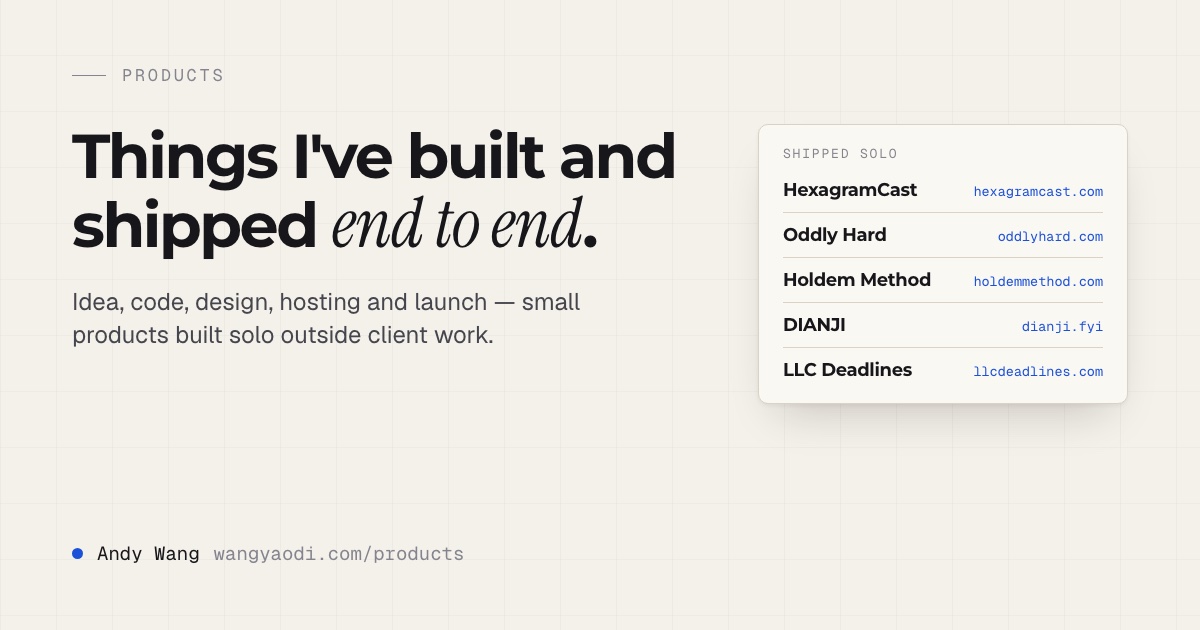 PRODUCTS
Things I've built and
shipped end to end.
Idea, code, design, hosting and launch — small
products built solo outside client work.
SHIPPED SOLO
HexagramCast hexagramcast.com
Oddly Hard oddlyhard.com
Holdem Method holdemmethod.com
DIANJI dianji.fyi
LLC Deadlines llcdeadlines.com
Andy Wang wangyaodi.com/products